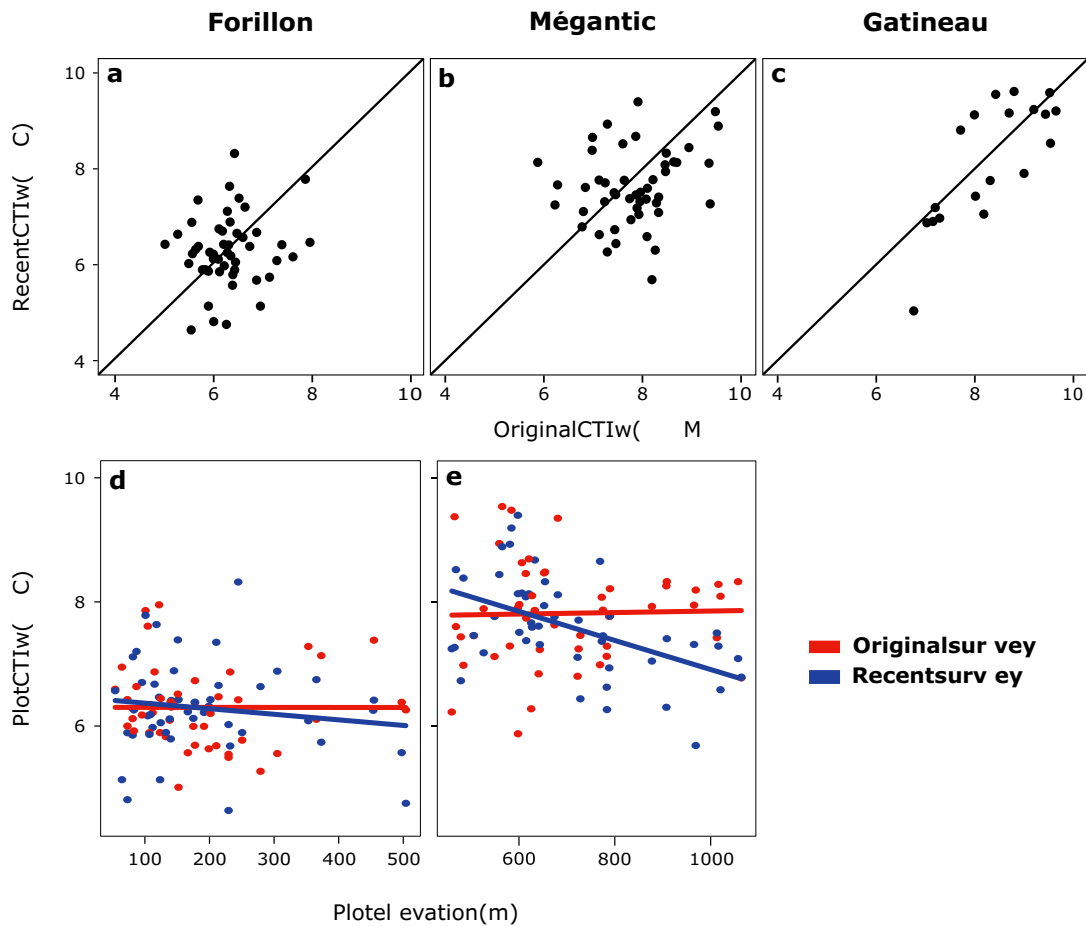 Forillon Mégantic Gatineau
a b c
10
8
6
4
RecentCTIw( C)
4 6 8 10 4 6 8 10 4 6 8 10
OriginalCTIw( M
d e
10
8
6
PlotCTIw( C)
100 200 300 400 500 600 800 1000
Plotel evation(m)
Originalsur vey
Recentsurv ey